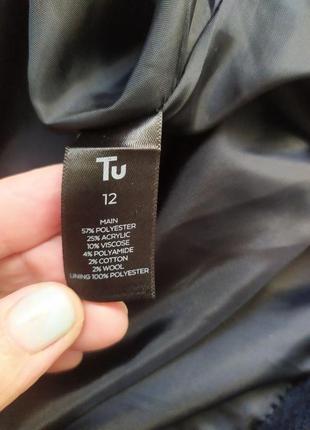 Tu
12
MAIN
57% POLYESTER
25% ACRYLIC
10% VISCOSE
4% POLYAMIDE
2% COTTON
2% WOOL
LINING 100% POLYESTER